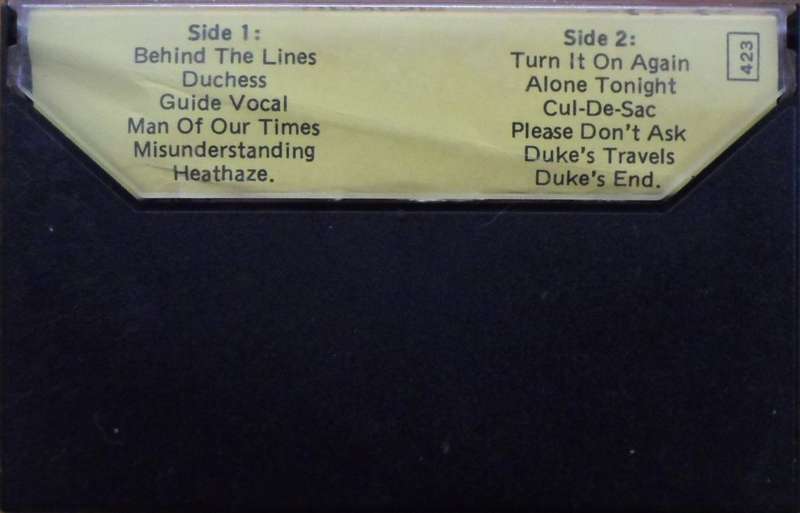 Side 1:
Behind The Lines
Duchess
Guide Vocal
Man Of Our Times
Misunderstanding
Heathaze.
Side 2:
Turn It On Again
Alone Tonight
Cul-De-Sac
Please Don't Ask
Duke's Travels
Duke's End.
423